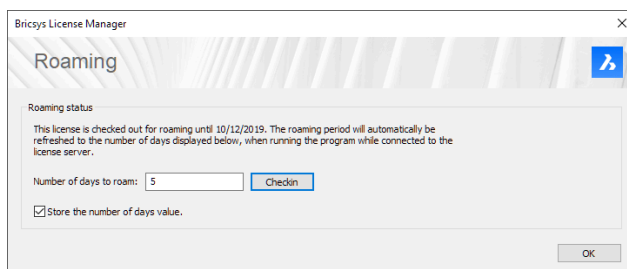 Bricsys License Manager
Roaming
Roaming status
This license is checked out for roaming until 10/12/2019. The roaming period will automatically be
refreshed to the number of days displayed below, when running the program while connected to the
license server.
Number of days to roam: 5 Checkin
Store the number of days value.
OK